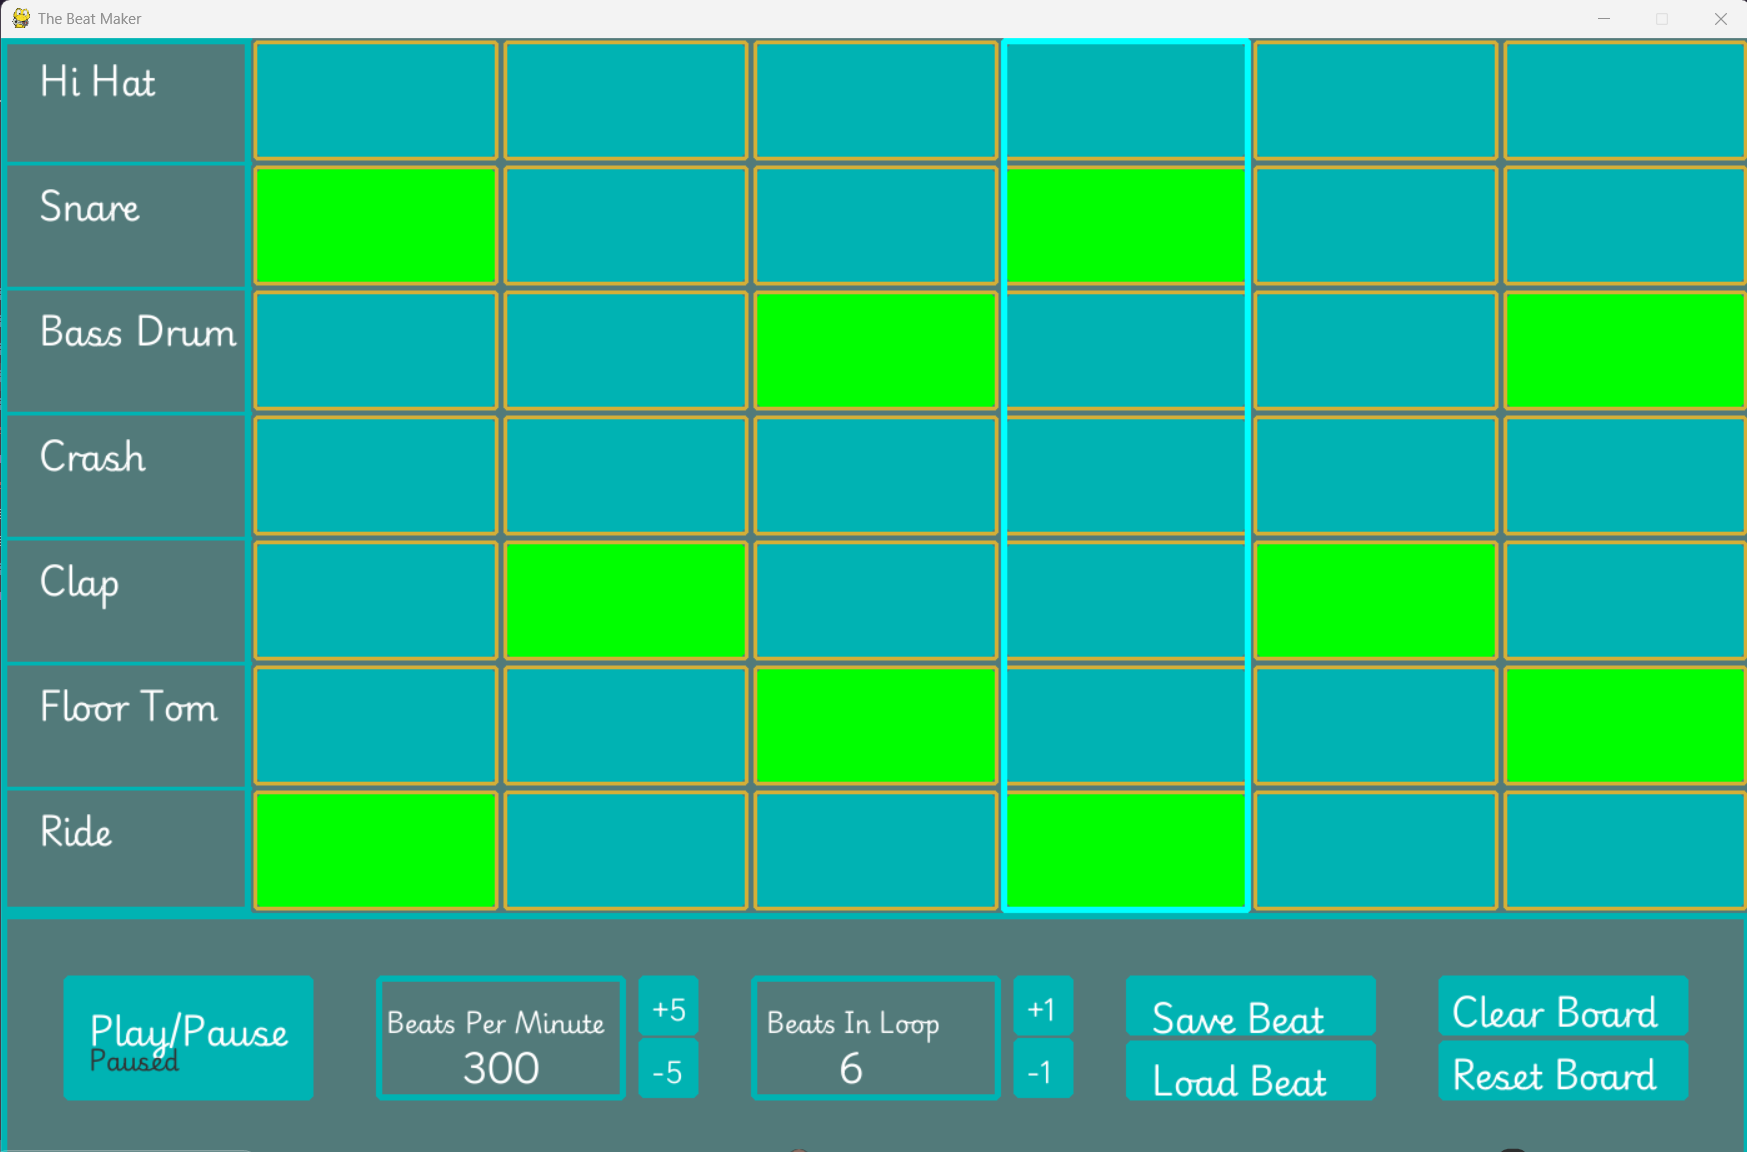 The Beat Maker
Hi Hat
Snare
Bass Drum
Crash
Clap
Floor Tom
Ride
Play/Pause
Paused
Beats Per Minute
300
+5
-5
Beats In Loop
6
+1
-1
Save Beat
Load Beat
Clear Board
Reset Board